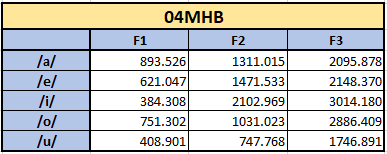 04MHB
F1 F2 F3
/a/ 893.526 1311.015 2095.878
/e/ 621.047 1471.533 2148.370
/i/ 384.308 2102.969 3014.180
/o/ 751.302 1031.023 2886.409
/u/ 408.901 747.768 1746.891